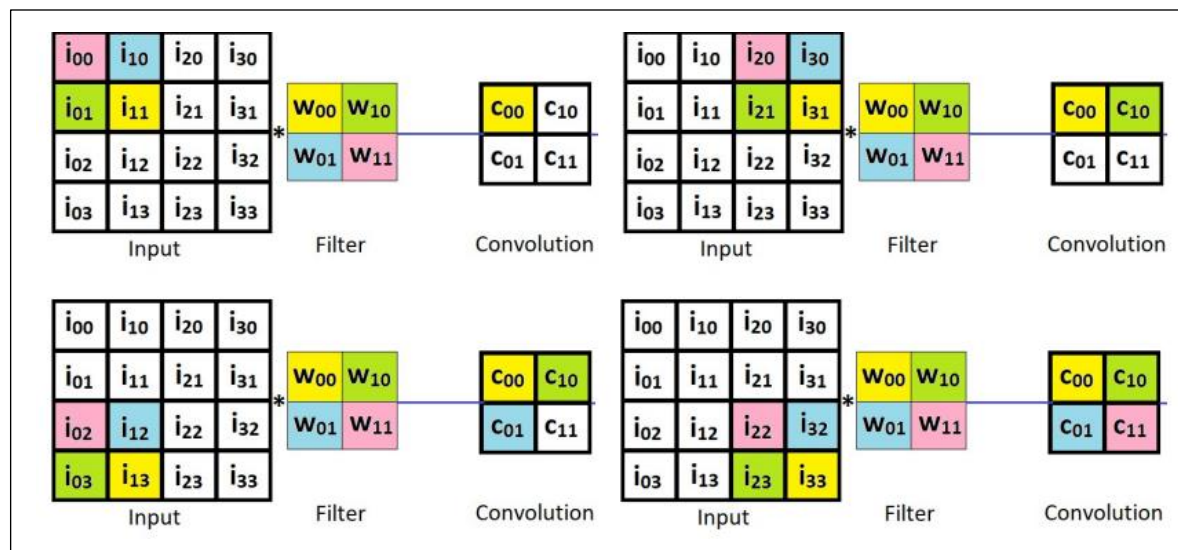 i00 i10 i20 i30 i00 i10 i20 i30
i01 i11 i21 i31 w00 w10 c00 c10 i01 i11 i21 i31 w00 w10 c00 c10
* *
i02 i12 i22 i32 w01 w11 c01 c11 i02 i12 i22 i32 w01 w11 c01 c11
i03 i13 i23 i33 i03 i13 i23 i33
Input Filter Convolution Input Filter Convolution
i00 i10 i20 i30 i00 i10 i20 i30
i01 i11 i21 i31 w00 w10 c00 c10 i01 i11 i21 i31 w00 w10 c00 c10
* *
i02 i12 i22 i32 w01 w11 c01 c11 i02 i12 i22 i32 w01 w11 c01 c11
i03 i13 i23 i33 i03 i13 i23 i33
Input Filter Convolution Input Filter Convolution